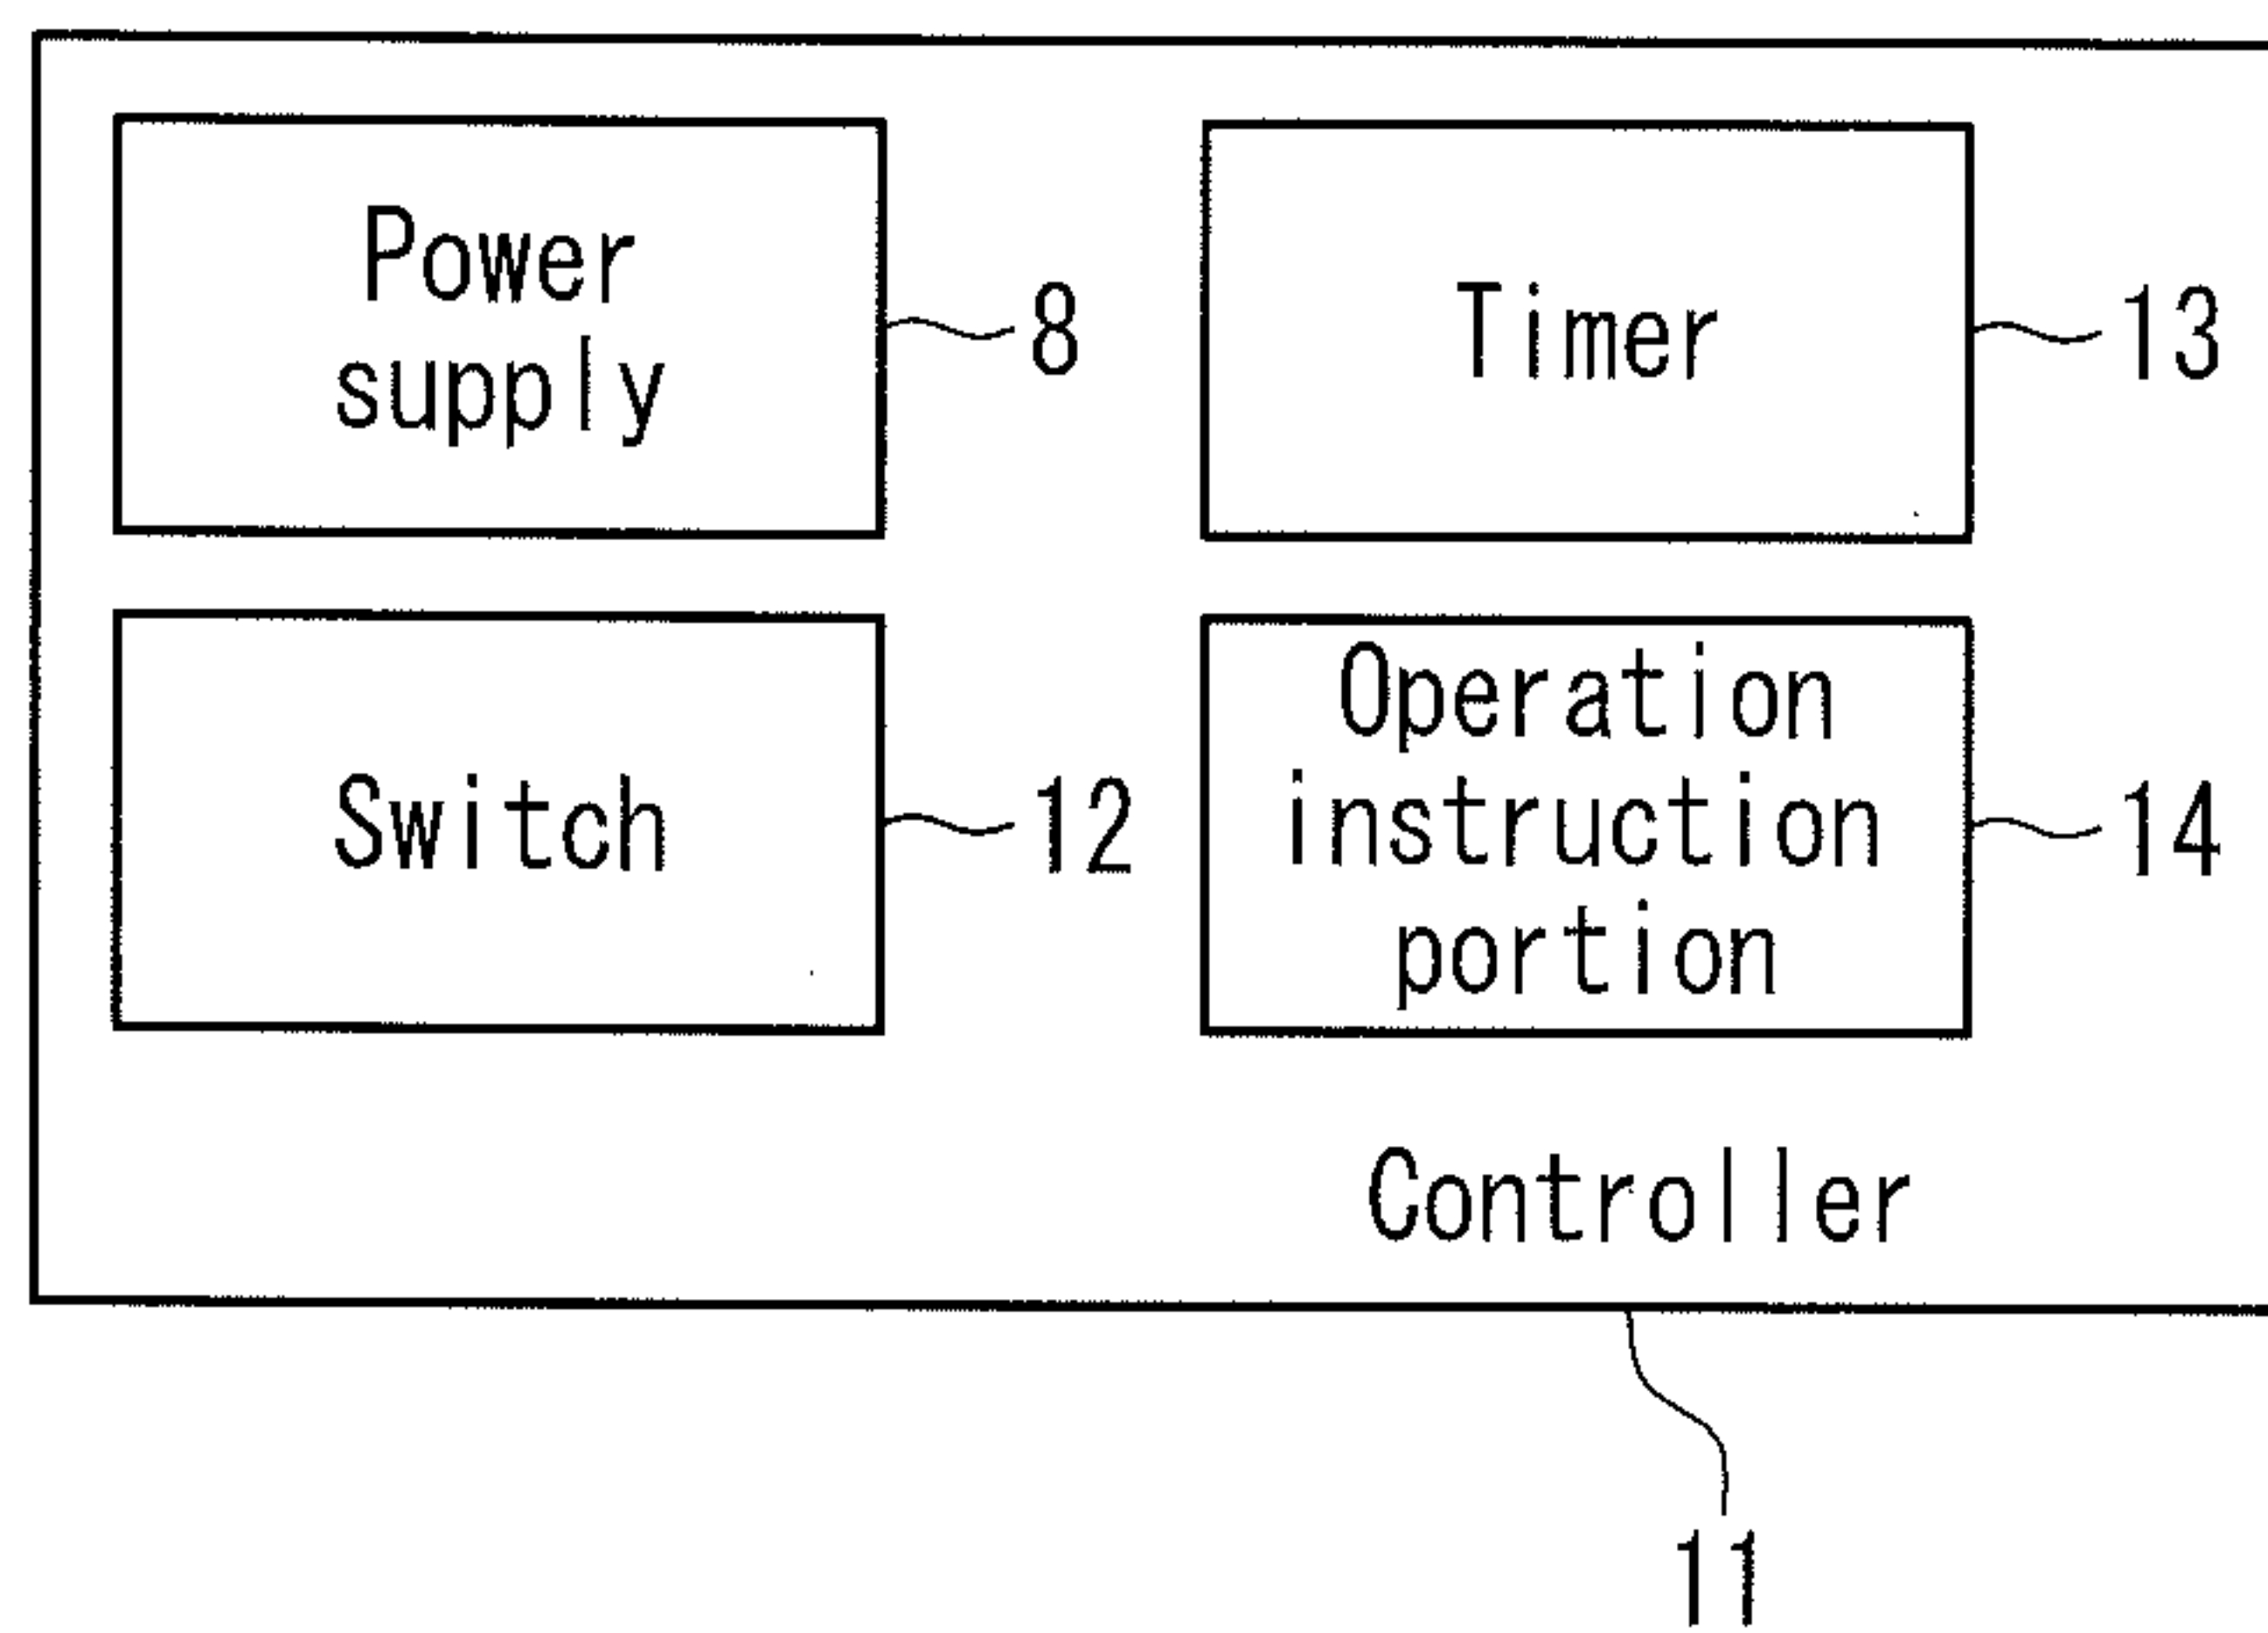 Power
supply
8
Timer
13
Switch
12
Operation
instruction
portion
14
Controller
11